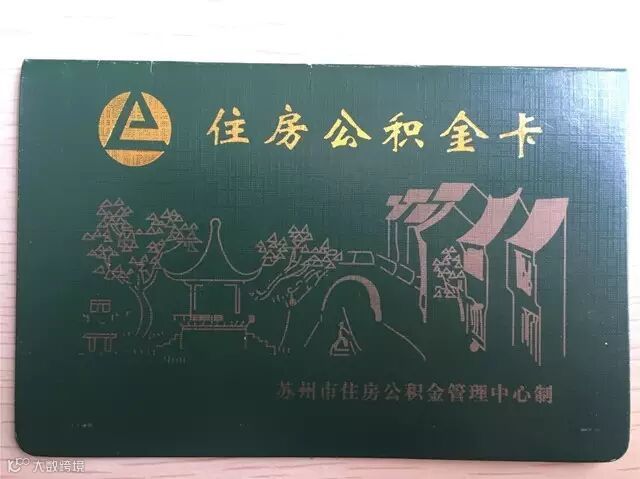 住房公积金卡
苏州市住房公积金管理中心制
大数跨境